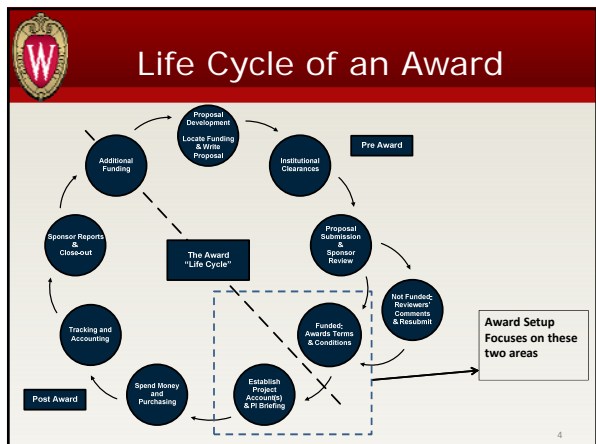 W
Life Cycle of an Award
Proposal
Development
Locate Funding
& Write
Proposal
Additional
Funding
Institutional
Clearances
Pre Award
Sponsor Reports
&
Close-out
Proposal
Submission
&
Sponsor
Review
The Award
“Life Cycle”
Not Funded;
Reviewers'
Comments
& Resubmit
Tracking and
Accounting
Funded;
Awards Terms
& Conditions
Award Setup
Focuses on these
two areas
Post Award
Spend Money
and
Purchasing
Establish
Project
Account(s)
& PI Briefing
4